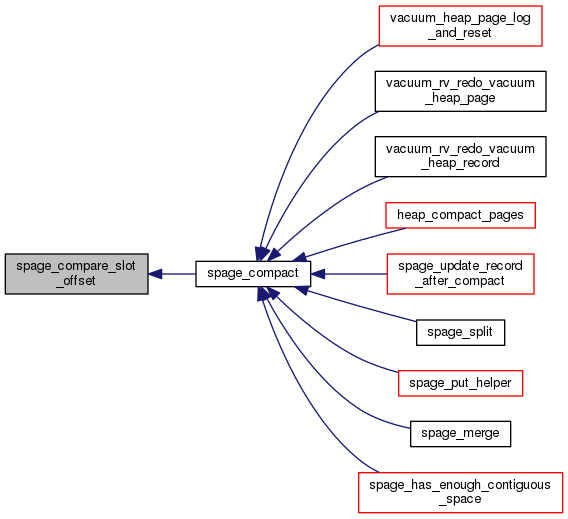 vacuum_heap_page_log
_and_reset
vacuum_rv_redo_vacuum
_heap_page
vacuum_rv_redo_vacuum
_heap_record
heap_compact_pages
spage_compare_slot
_offset
spage_compact
spage_update_record
_after_compact
spage_split
spage_put_helper
spage_merge
spage_has_enough_contiguous
_space